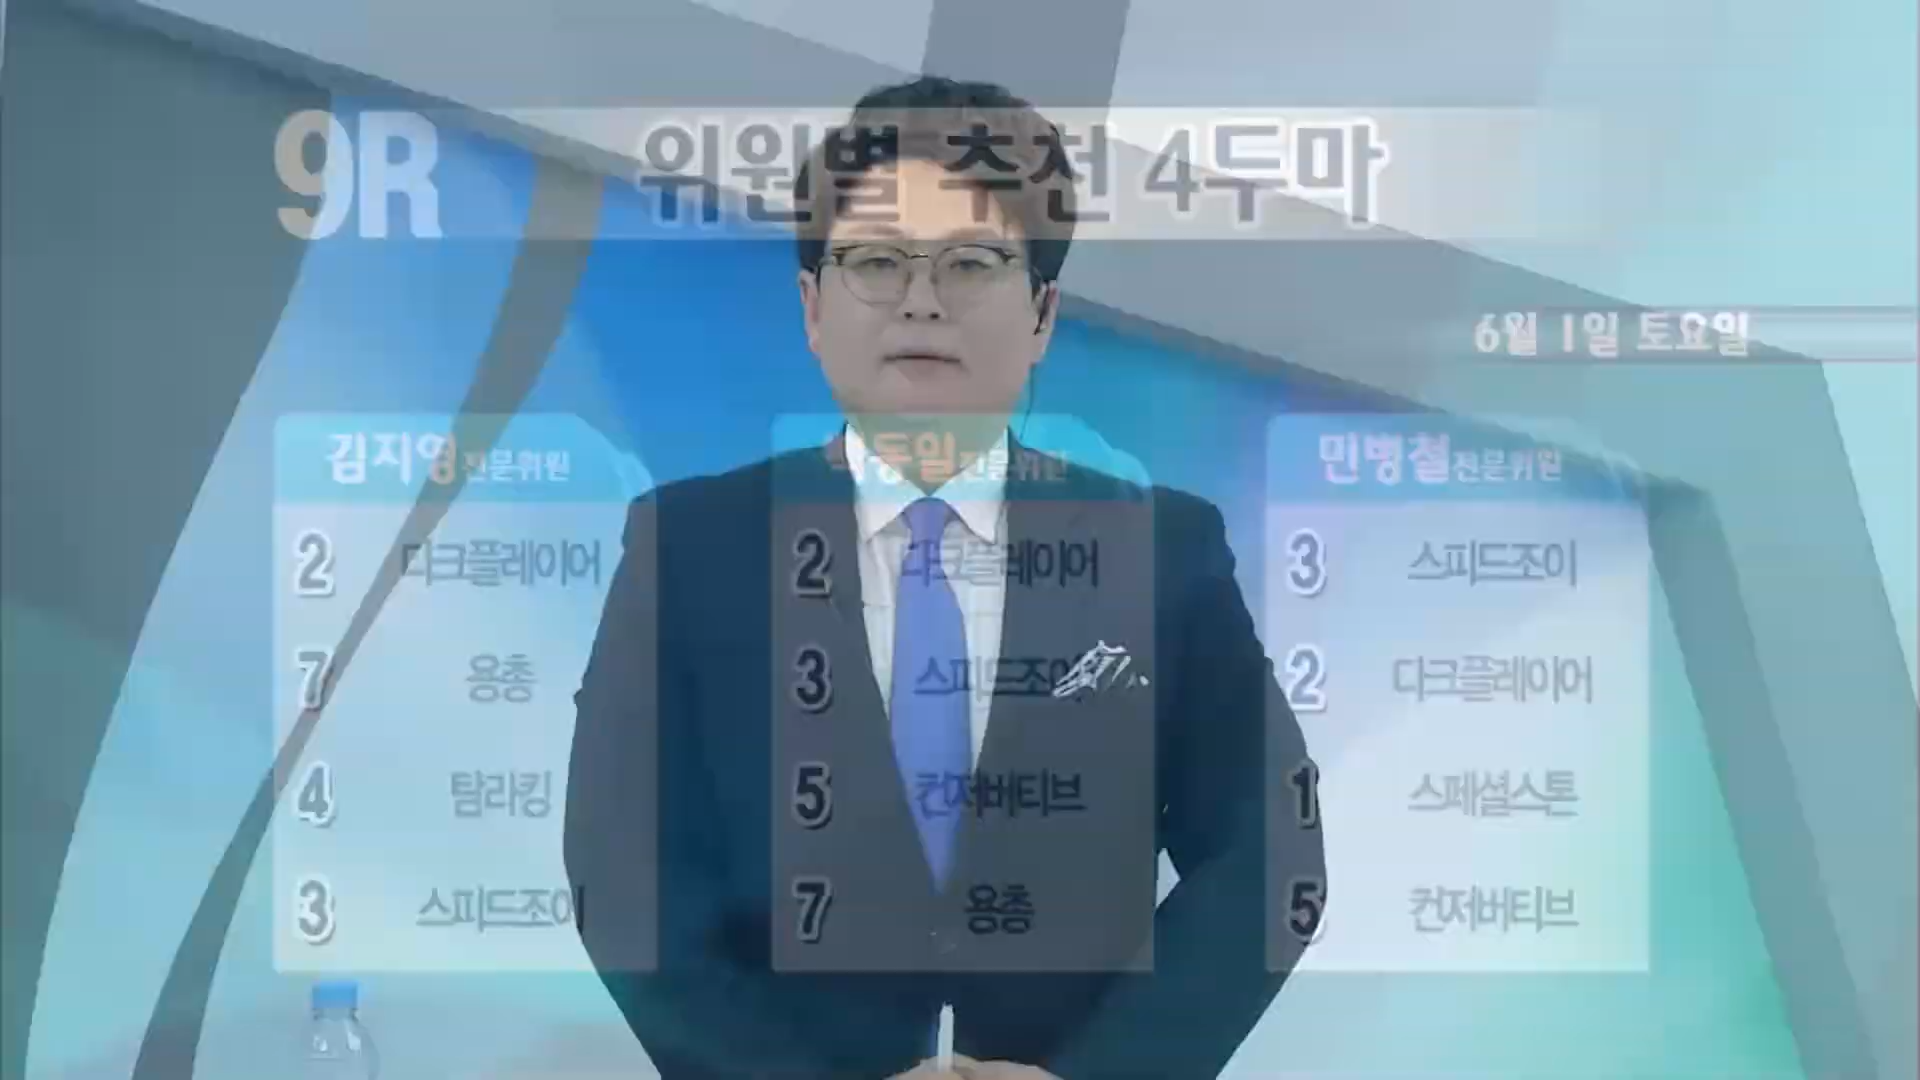 9R 위원별 추천 4두마
6월 1일 토요일
김지영전문위원
2 다크플레이어
7 용총
4 탐라킹
3 스피드조이
박동일전문위원
2 다크플레이어
3 스피드조이
5 컨저버티브
7 용총
민병철전문위원
3 스피드조이
2 다크플레이어
1 스페셜스톤
5 컨저버티브